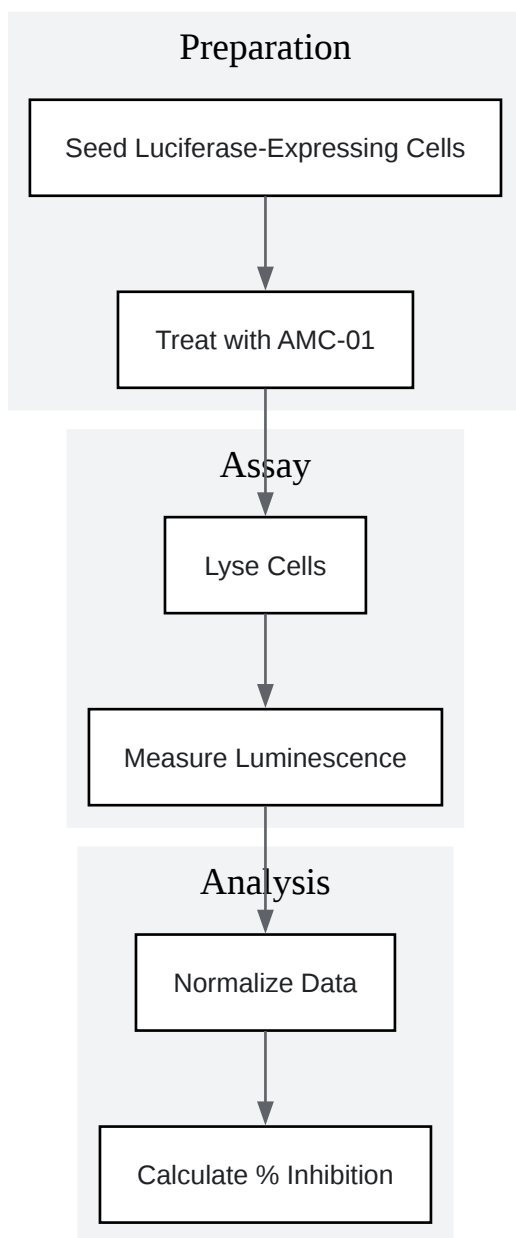 Preparation
Seed Luciferase-Expressing Cells
Treat with AMC-01
Assay
Lyse Cells
Measure Luminescence
Analysis
Normalize Data
Calculate % Inhibition